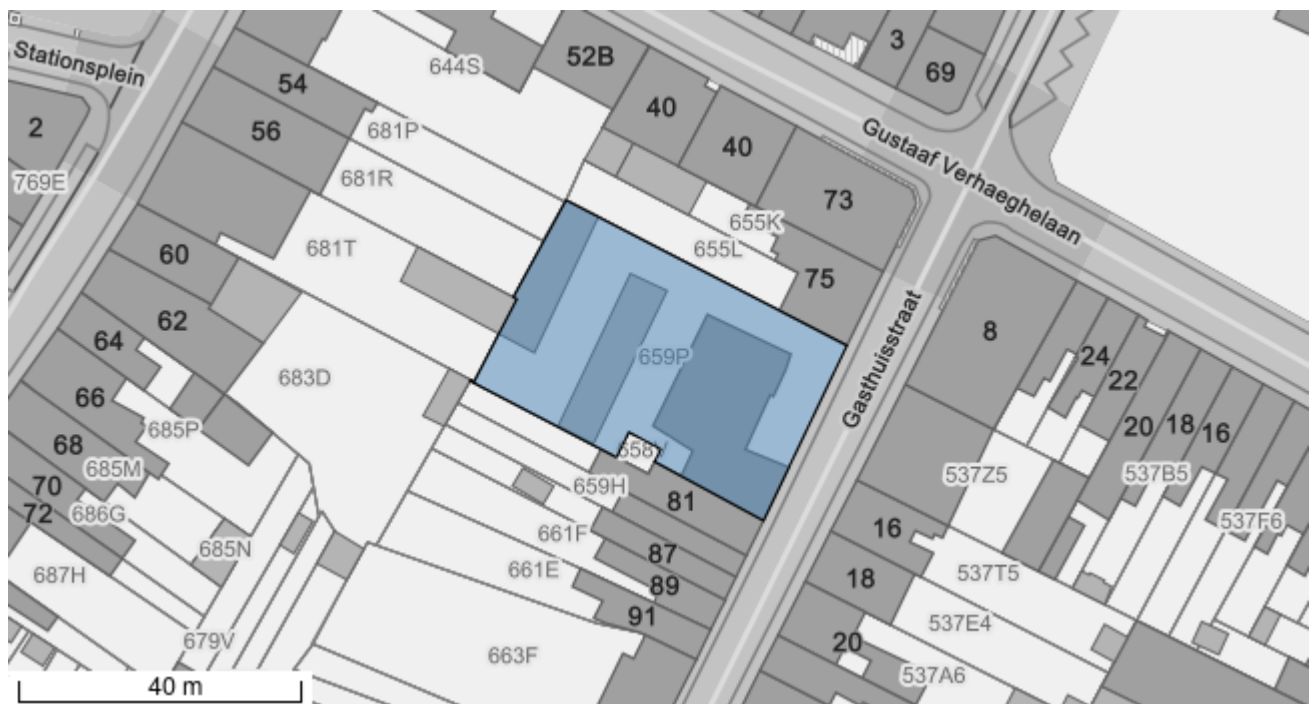 52B
3
644S
69
Stationsplein
54
40
681P
56
40
2
Gustaaf Verhaeghelaan
681R
769E
73
655K
681T
655L
60
75
62
8
64
659P
24
683D
22
Gasthuisstraat
66
20
18
16
685P
68
658V
685M
537Z5
537B5
70
659H
81
72
686G
537F6
661F
16
685N
87
687H
661E
537T5
89
18
91
537E4
679V
20
663F
537A6
40 m